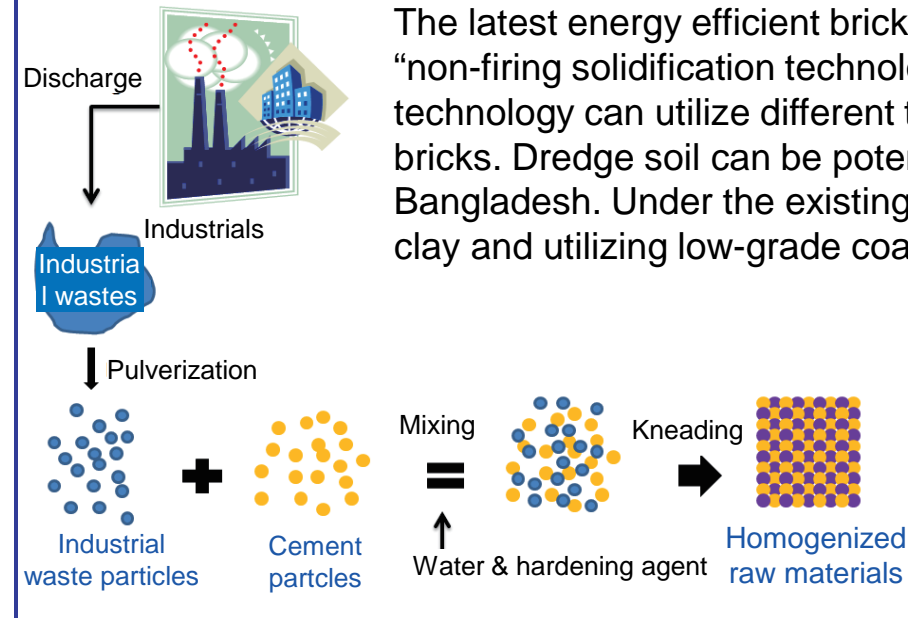 The latest energy efficient brick
“non-firing solidification technol
technology can utilize different t
bricks. Dredge soil can be poter
Bangladesh. Under the existing
clay and utilizing low-grade coa
Discharge
Industrials
Industria
l wastes
Pulverization
Mixing
Kneading
Industrial
waste particles
Cement
partcles
Water & hardening agent
Homogenized
raw materials